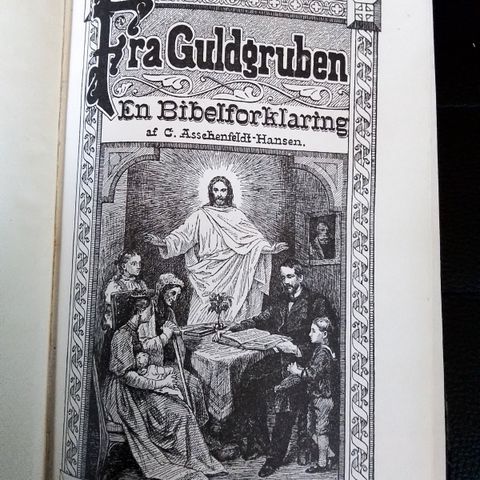 Fra Guldgruben
En Bibelforklaring
af C. Asschenfeldt-Hansen.